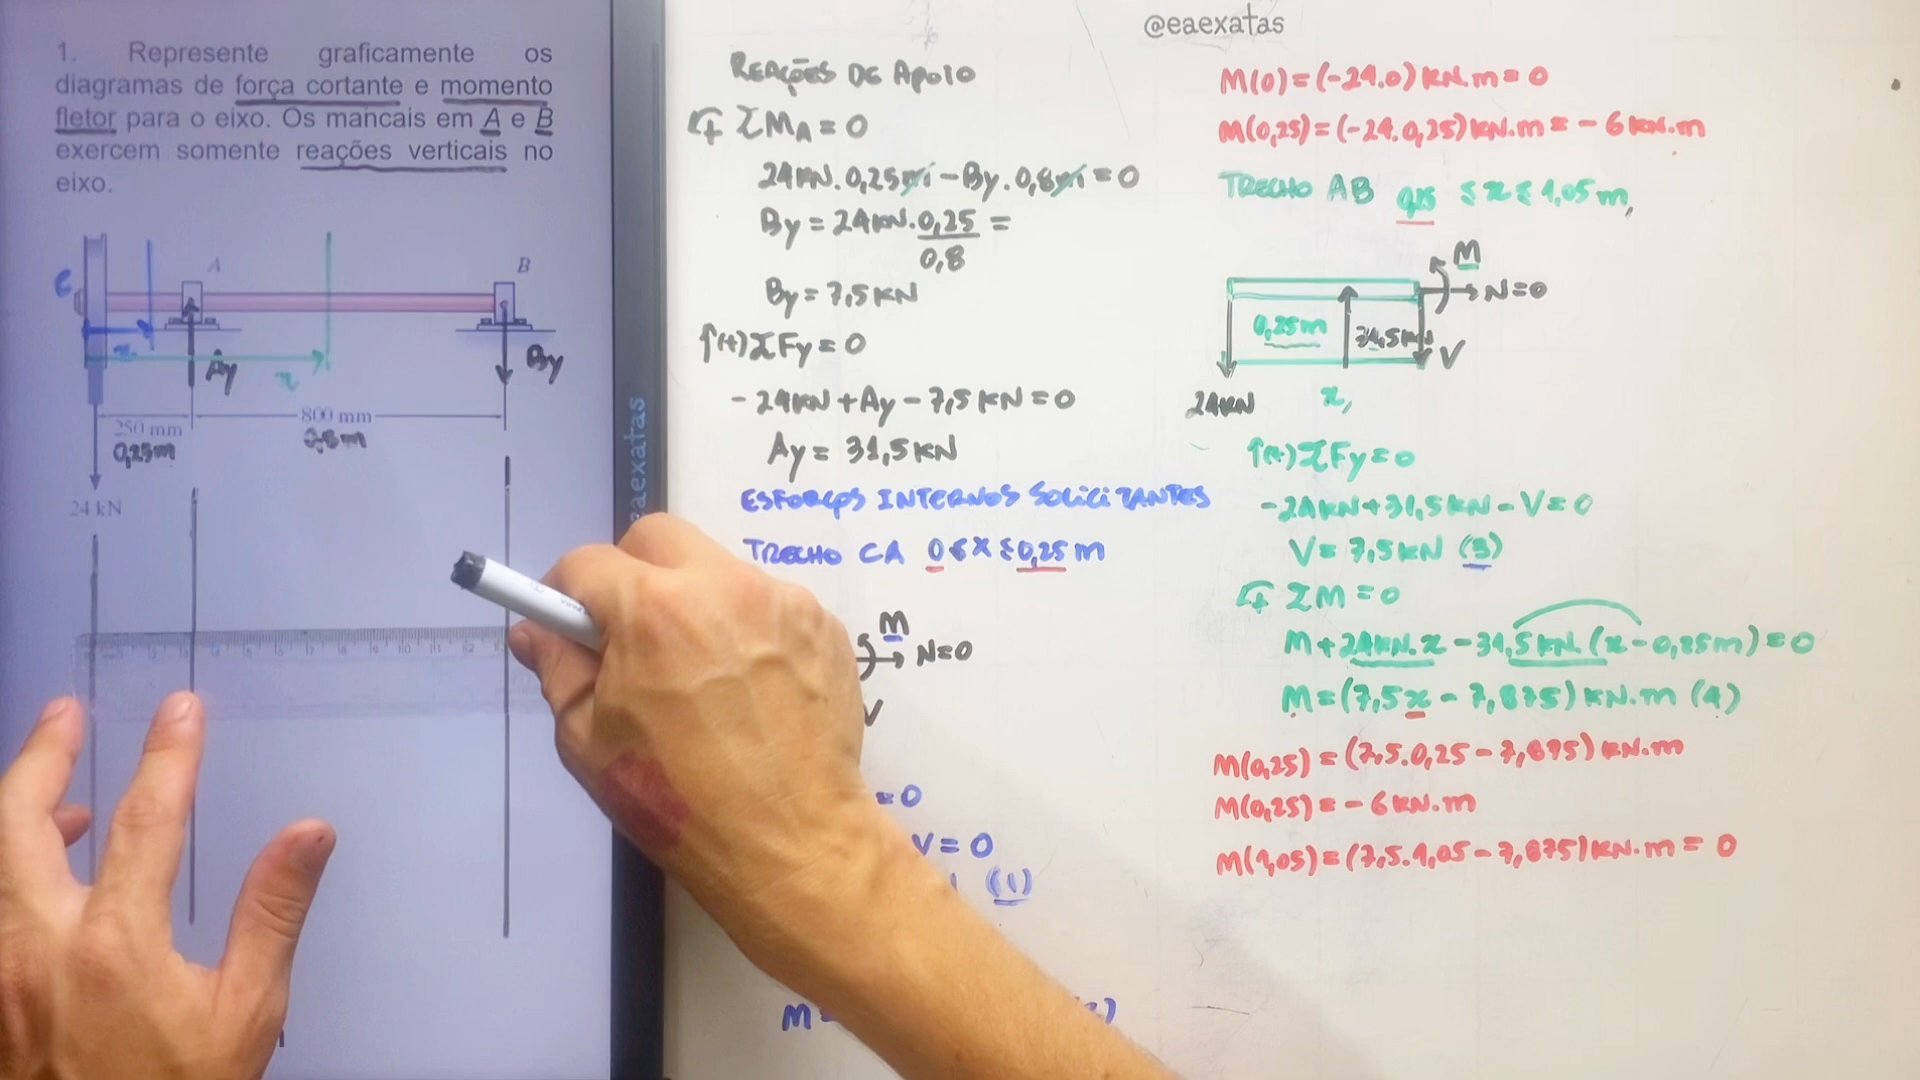 @eaexatas
1. Represente graficamente os
diagramas de força cortante e momento
fletor para o eixo. Os mancais em A e B
exercem somente reações verticais no
eixo.
C
A
B
x
x
Ay
By
250 mm
0,25m
800 mm
0,8m
24 kN
eaexatas
REAÇÕES DE APOIO
ΣMA = 0
24kN.0,25m - By.0,8m = 0
By = 24kN.0,25 =
0,8
By = 7,5 kN
↑(+) ΣFy = 0
-24kN + Ay - 7,5 kN = 0
Ay = 31,5 kN
ESFORÇOS INTERNOS SOLICITANTES
TRECHO CA 0 ≤ x ≤ 0,25 m
M
N=0
V
= 0
V = 0
(1)
M =
M(0) = (-24.0) kN.m = 0
M(0,25) = (-24.0,25) kN.m = -6 kN.m
TRECHO AB 0,25 ≤ x ≤ 1,05 m,
M
N=0
0,25m
31,5kN
V
24kN
x,
↑(+) ΣFy = 0
-24kN + 31,5 kN - V = 0
V = 7,5 kN (3)
ΣM = 0
M + 24kN.x - 31,5kN.(x - 0,25m) = 0
M = (7,5x - 7,875) kN.m (4)
M(0,25) = (7,5.0,25 - 7,875) kN.m
M(0,25) = -6 kN.m
M(1,05) = (7,5.1,05 - 7,875) kN.m = 0